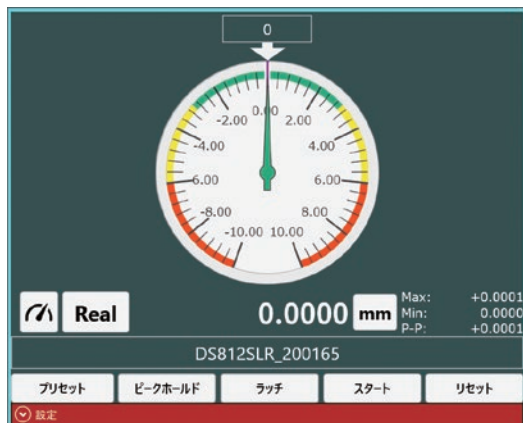 0
0.00
-2.00 2.00
-4.00 4.00
-6.00 6.00
-8.00 8.00
-10.00 10.00
Real 0.0000 mm
Max: +0.0001
Min: 0.0000
P-P: +0.0001
DS812SLR_200165
プリセット ピークホールド ラッチ スタート リセット
設定